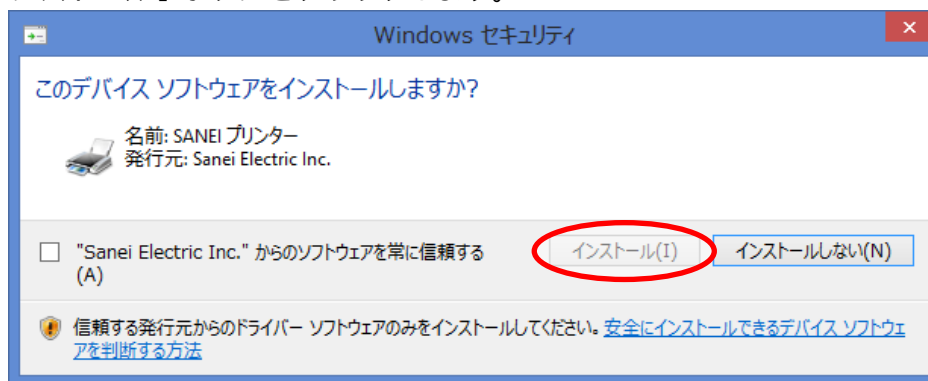 Windows セキュリティ
このデバイス ソフトウェアをインストールしますか?
名前: SANEI プリンター
発行元: Sanei Electric Inc.
"Sanei Electric Inc." からのソフトウェアを常に信頼する
(A)
インストール(I)
インストールしない(N)
信頼する発行元からのドライバー ソフトウェアのみをインストールしてください。安全にインストールできるデバイス ソフトウェ
アを判断する方法